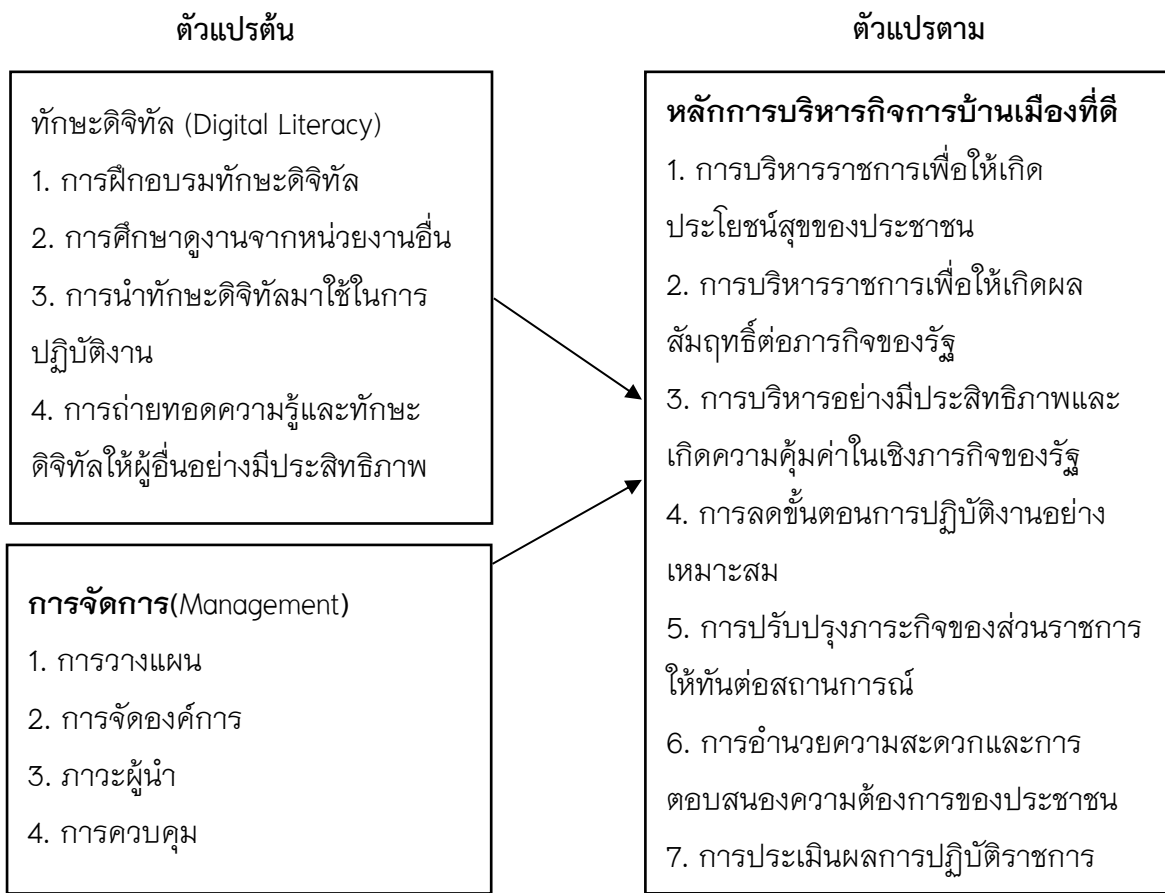 ตัวแปรต้น
ทักษะดิจิทัล (Digital Literacy)
1. การฝึกอบรมทักษะดิจิทัล
2. การศึกษาดูงานจากหน่วยงานอื่น
3. การนำทักษะดิจิทัลมาใช้ในการ
ปฏิบัติงาน
4. การถ่ายทอดความรู้และทักษะ
ดิจิทัลให้ผู้อื่นอย่างมีประสิทธิภาพ
การจัดการ(Management)
1. การวางแผน
2. การจัดองค์การ
3. ภาวะผู้นำ
4. การควบคุม
ตัวแปรตาม
หลักการบริหารกิจการบ้านเมืองที่ดี
1. การบริหารราชการเพื่อให้เกิด
ประโยชน์สุขของประชาชน
2. การบริหารราชการเพื่อให้เกิดผล
สัมฤทธิ์ต่อภารกิจของรัฐ
3. การบริหารอย่างมีประสิทธิภาพและ
เกิดความคุ้มค่าในเชิงภารกิจของรัฐ
4. การลดขั้นตอนการปฏิบัติงานอย่าง
เหมาะสม
5. การปรับปรุงภาระกิจของส่วนราชการ
ให้ทันต่อสถานการณ์
6. การอำนวยความสะดวกและการ
ตอบสนองความต้องการของประชาชน
7. การประเมินผลการปฏิบัติราชการ